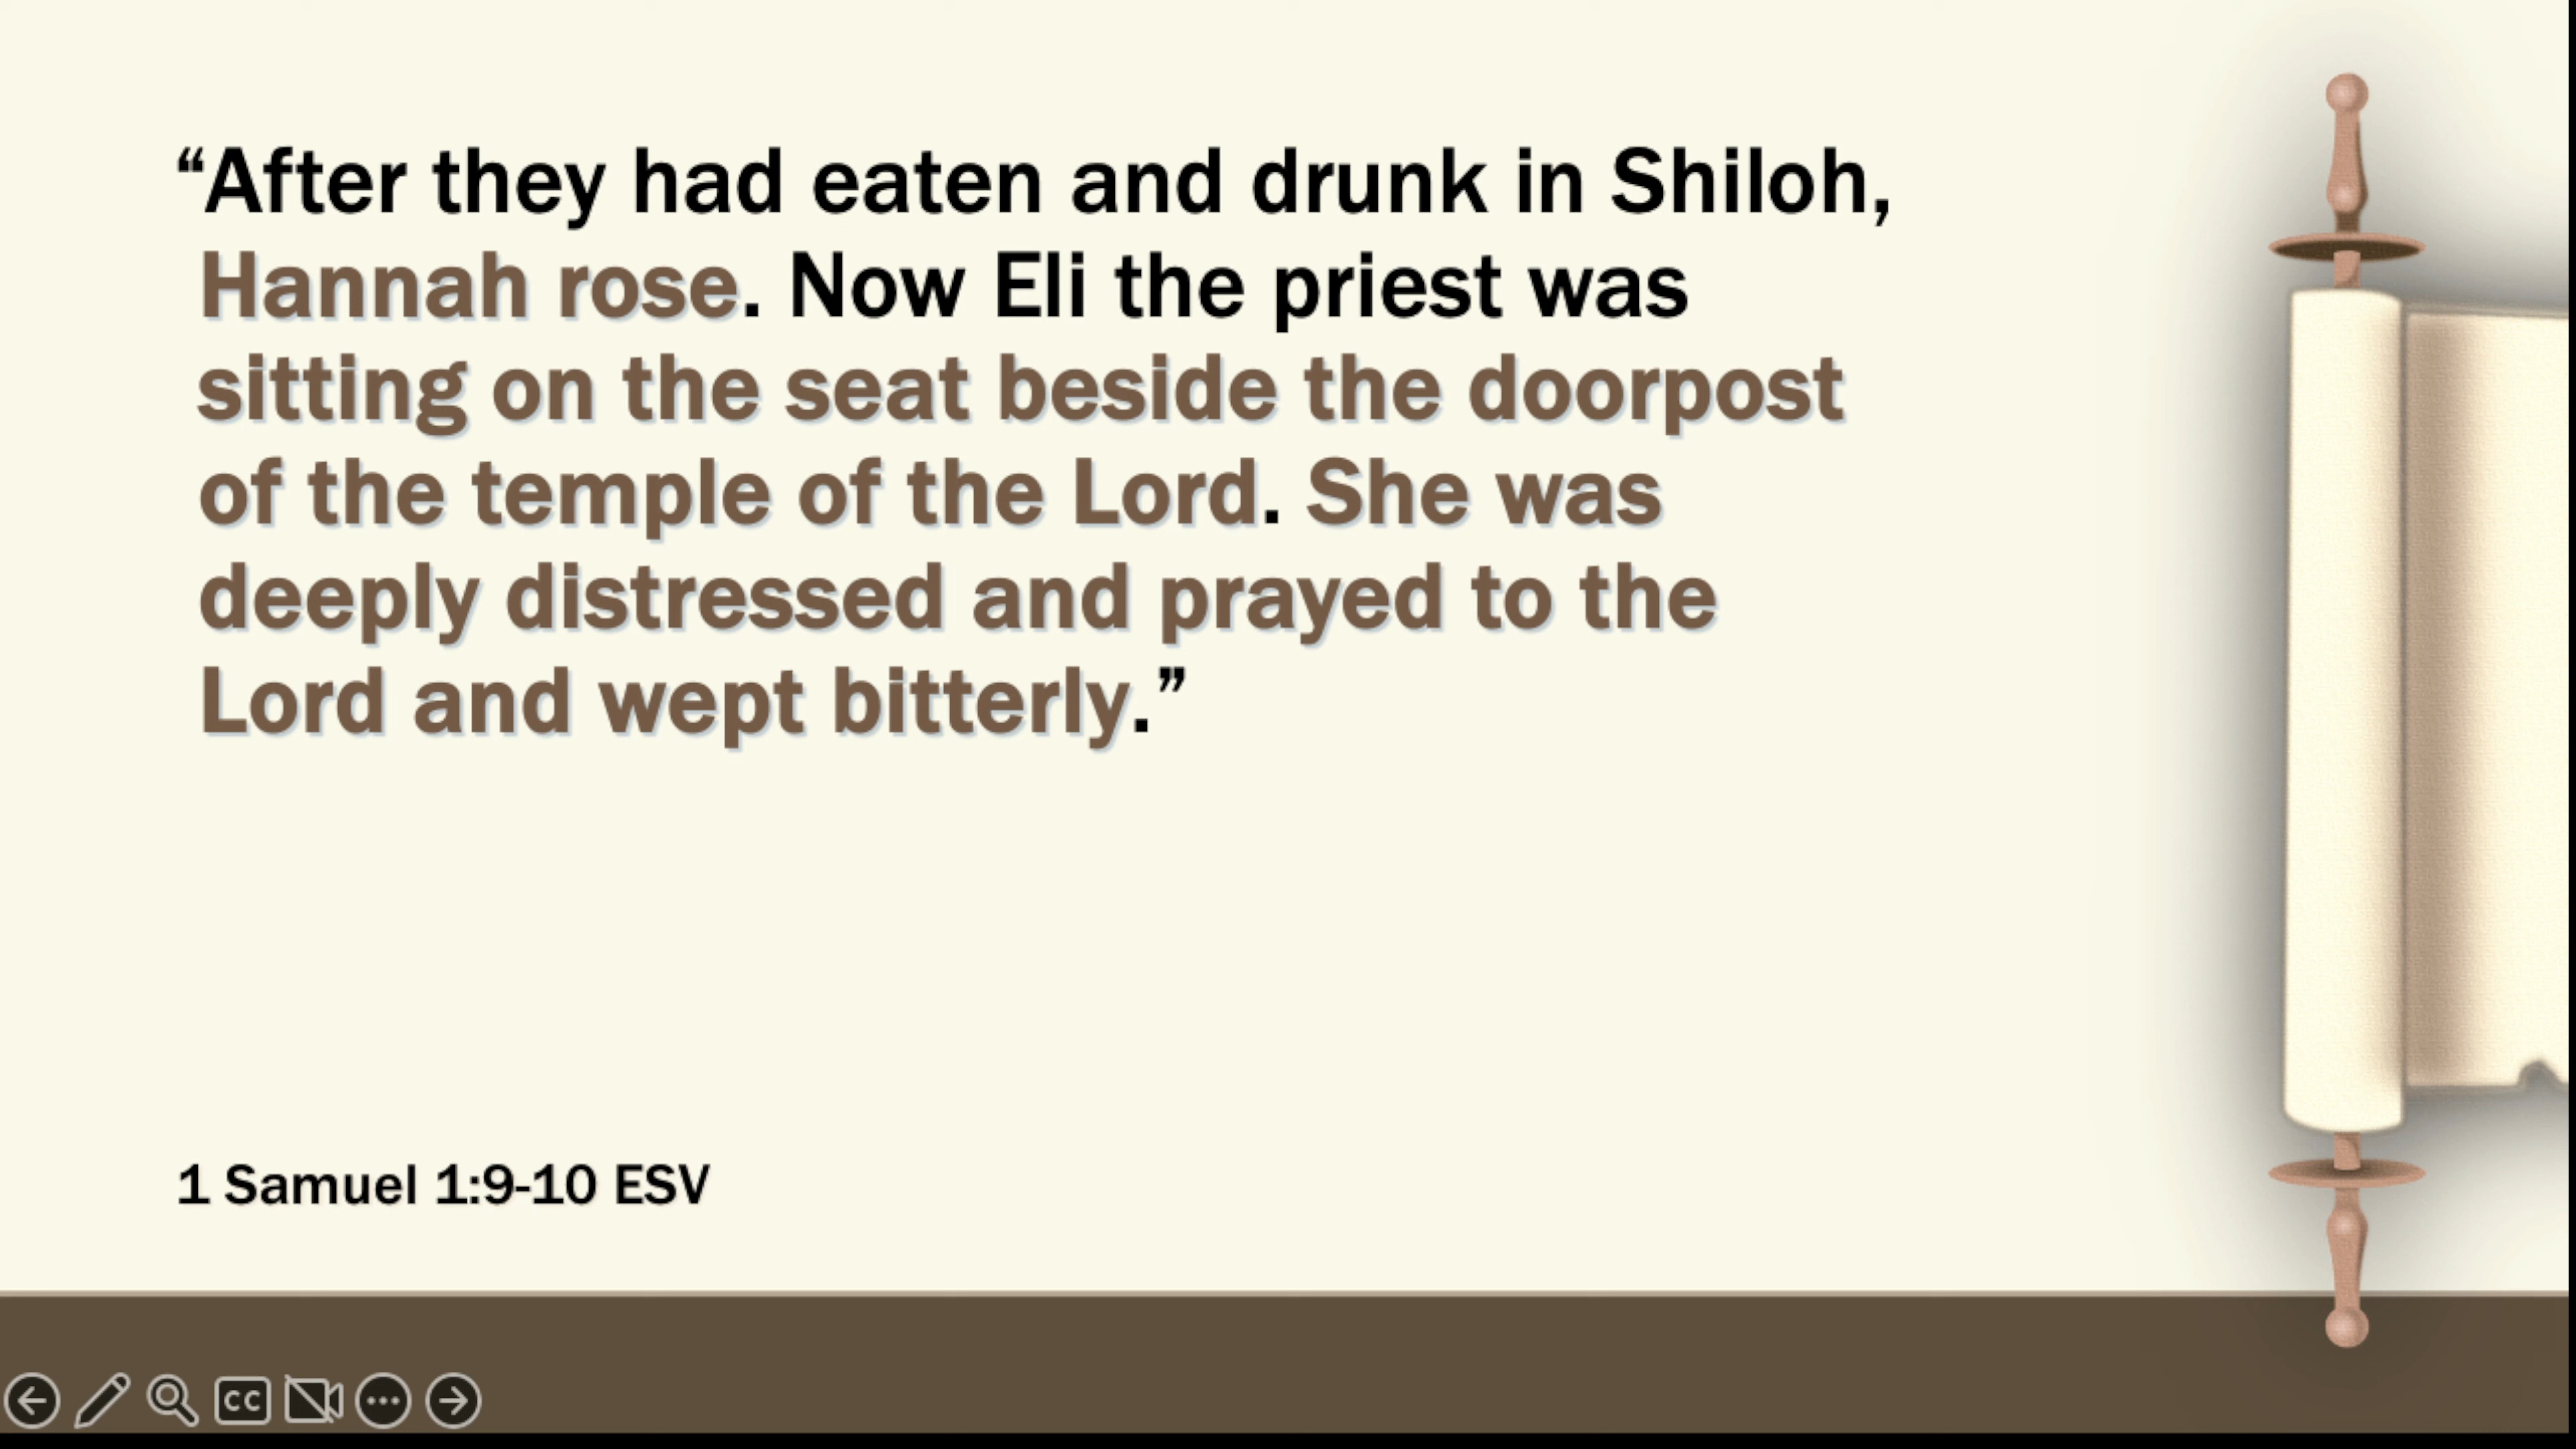 “After they had eaten and drunk in Shiloh,
Hannah rose. Now Eli the priest was
sitting on the seat beside the doorpost
of the temple of the Lord. She was
deeply distressed and prayed to the
Lord and wept bitterly.”
1 Samuel 1:9-10 ESV
CC